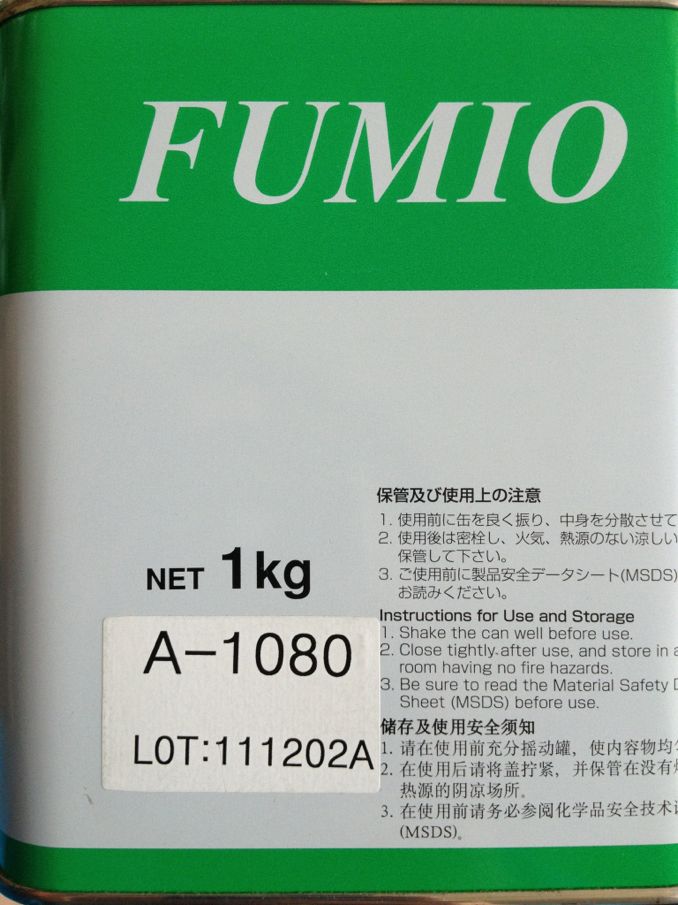 FUMIO
保管及び使用上の注意
1. 使用前に缶を良く振り、中身を分散させて
2. 使用後は密栓し、火気、熱源のない涼しい
保管して下さい。
3. ご使用前に製品安全データシート(MSDS)
お読みください。
NET 1kg
Instructions for Use and Storage
1. Shake the can well before use.
2. Close tightly after use, and store in a
room having no fire hazards.
3. Be sure to read the Material Safety D
Sheet (MSDS) before use.
A-1080
LOT:111202A
储存及使用安全须知
1. 请在使用前充分摇动罐，使内容物均匀
2. 在使用后请将盖拧紧，并保管在没有
热源的阴凉场所。
3. 在使用前请务必参阅化学品安全技术
(MSDS)。